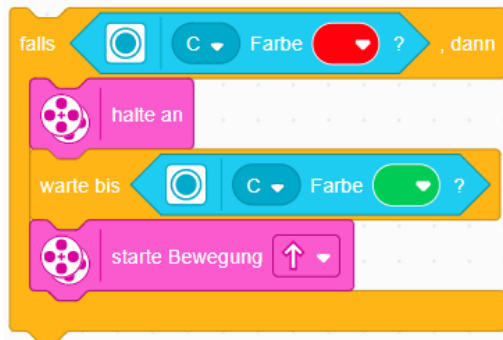 falls C Farbe ? , dann
halte an
warte bis C Farbe ?
starte Bewegung